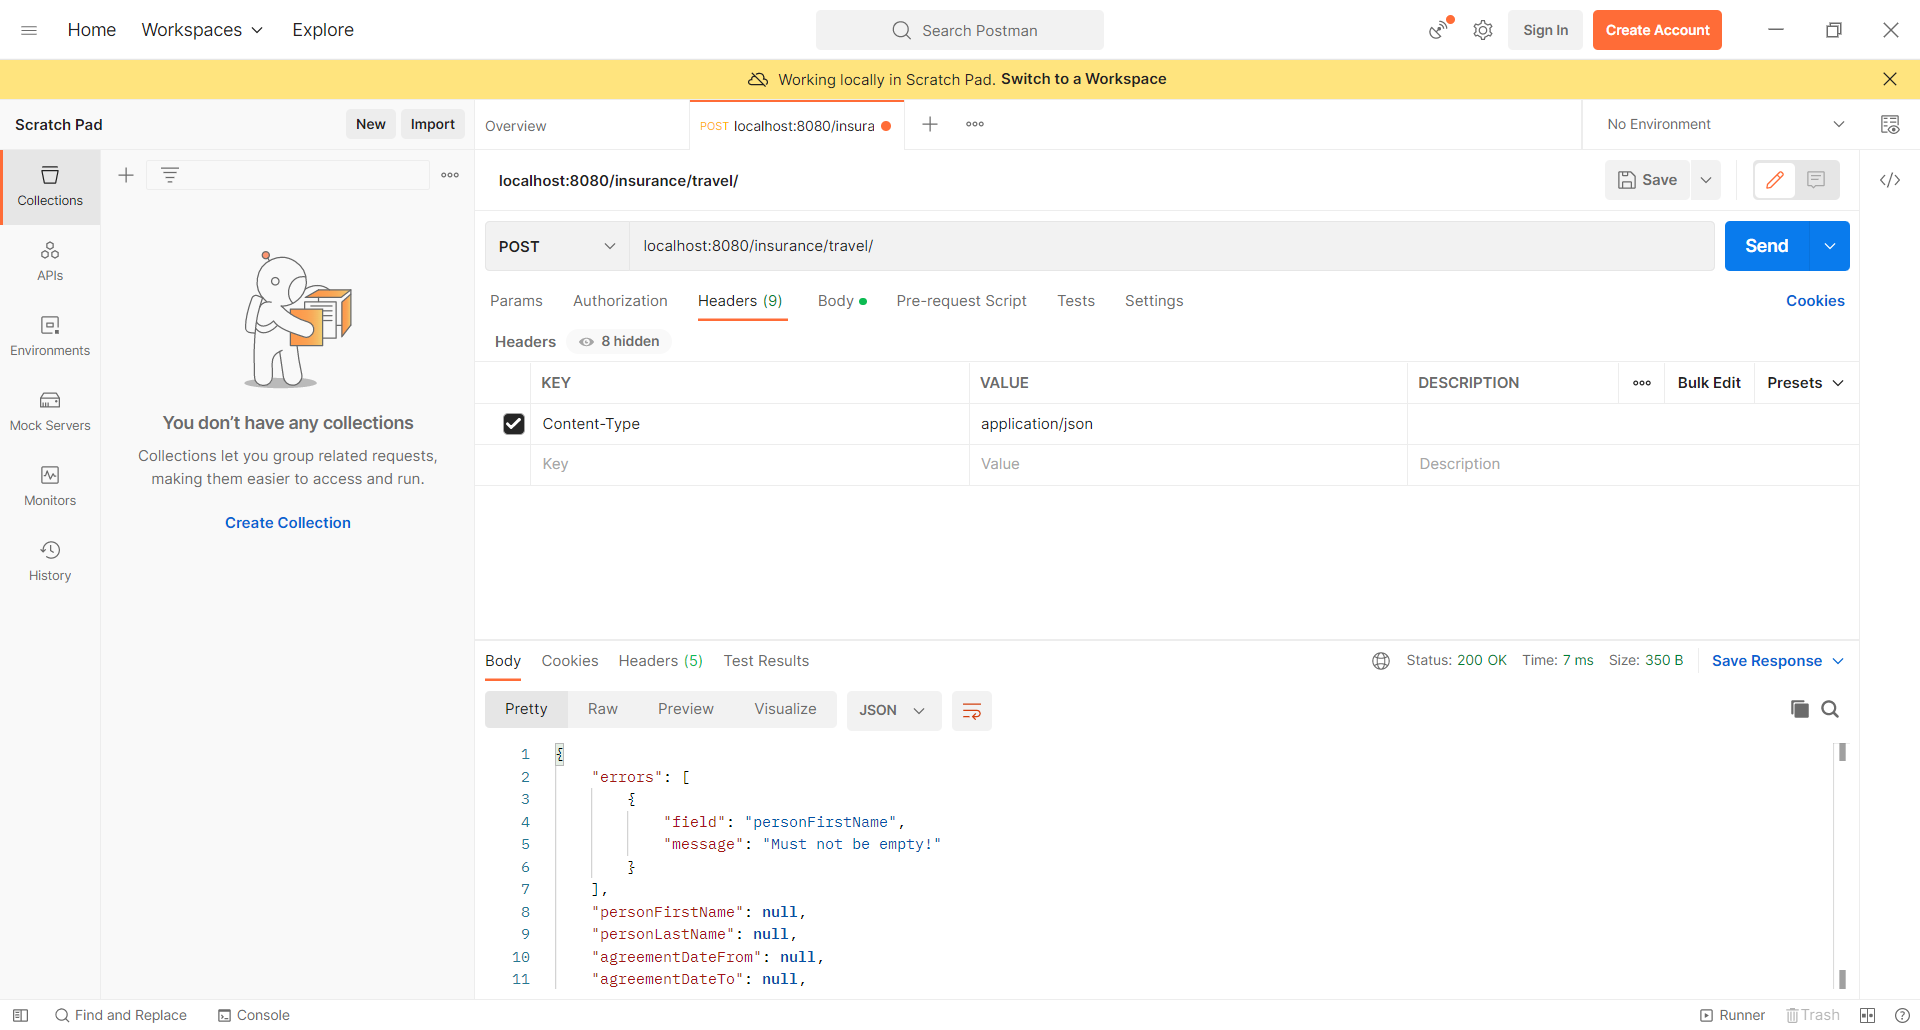 Home Workspaces Explore Search Postman Sign In Create Account
Working locally in Scratch Pad. Switch to a Workspace
Scratch Pad New Import Overview POST localhost:8080/insura No Environment
Collections
APIs
Environments
Mock Servers
Monitors
History
You don’t have any collections
Collections let you group related requests,
making them easier to access and run.
Create Collection
localhost:8080/insurance/travel/ Save
POST localhost:8080/insurance/travel/ Send
Params Authorization Headers (9) Body Pre-request Script Tests Settings Cookies
Headers 8 hidden
KEY VALUE DESCRIPTION Bulk Edit Presets
Content-Type application/json
Key Value Description
Body Cookies Headers (5) Test Results Status: 200 OK Time: 7 ms Size: 350 B Save Response
Pretty Raw Preview Visualize JSON
1 {
2 "errors": [
3 {
4 "field": "personFirstName",
5 "message": "Must not be empty!"
6 }
7 ],
8 "personFirstName": null,
9 "personLastName": null,
10 "agreementDateFrom": null,
11 "agreementDateTo": null,
Find and Replace Console Runner Trash